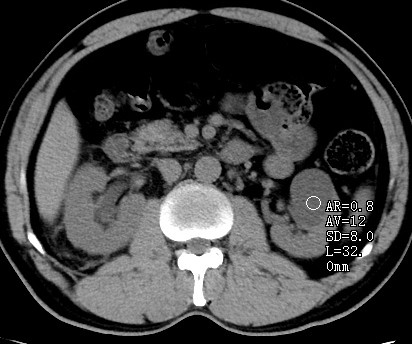 AR=0.8
AV=12
SD=8.0
L=32.
0mm